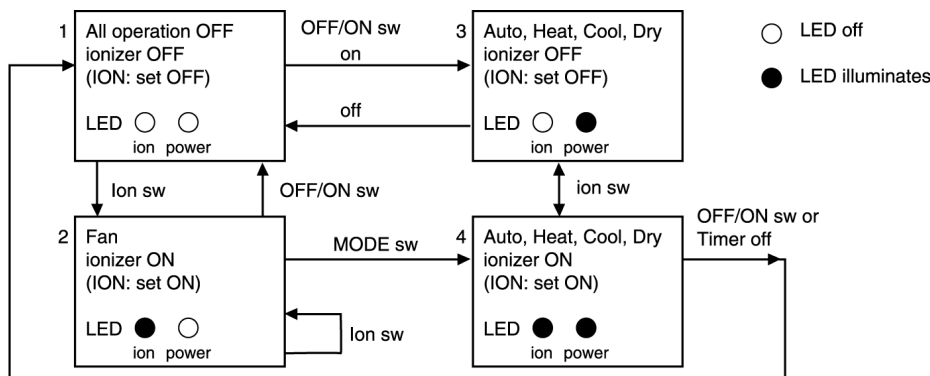 1
All operation OFF
ionizer OFF
(ION: set OFF)
LED
ion power
OFF/ON sw
on
off
3
Auto, Heat, Cool, Dry
ionizer OFF
(ION: set OFF)
LED
ion power
LED off
LED illuminates
Ion sw
OFF/ON sw
ion sw
2
Fan
ionizer ON
(ION: set ON)
LED
ion power
MODE sw
Ion sw
4
Auto, Heat, Cool, Dry
ionizer ON
(ION: set ON)
LED
ion power
OFF/ON sw or
Timer off